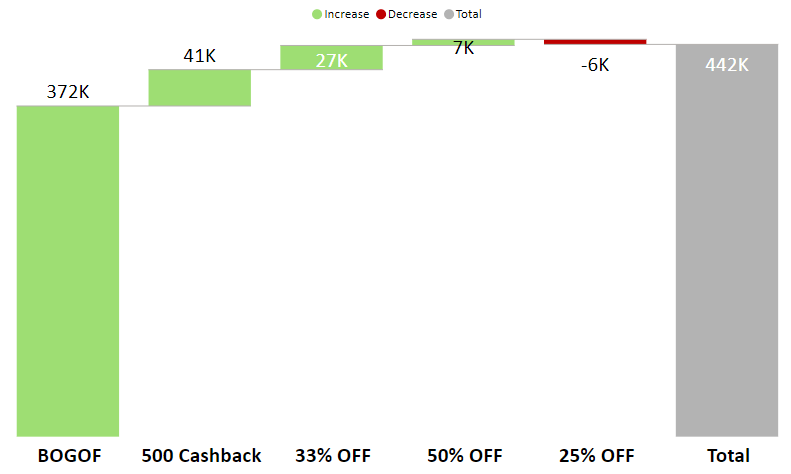 Increase Decrease Total
372K
41K
27K
7K
-6K
442K
BOGOF 500 Cashback 33% OFF 50% OFF 25% OFF Total